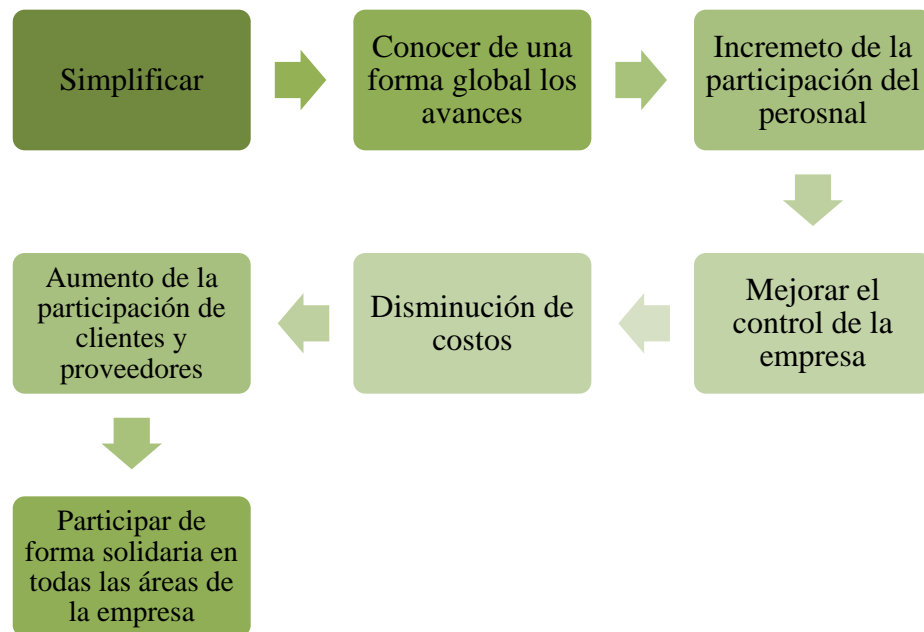 Simplificar
Conocer de una
forma global los
avances
Incremeto de la
participación del
perosnal
Mejorar el
control de la
empresa
Disminución de
costos
Aumento de la
participación de
clientes y
proveedores
Participar de
forma solidaria en
todas las áreas de
la empresa